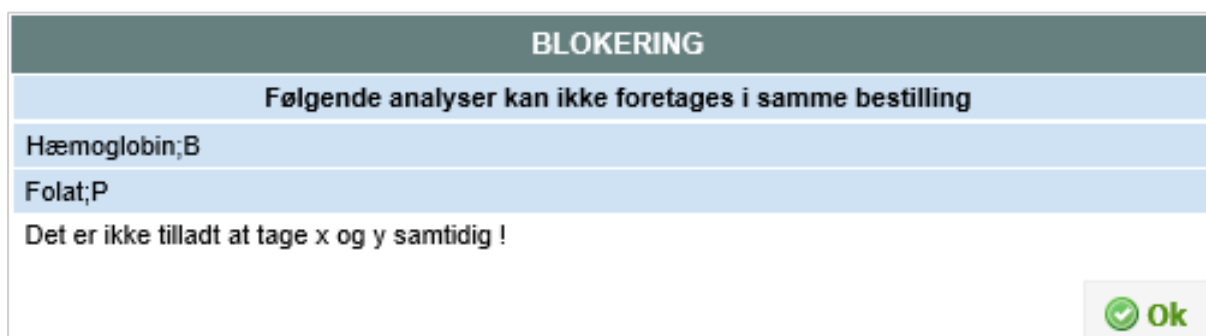 BLOKERING
Følgende analyser kan ikke foretages i samme bestilling
Hæmoglobin;B
Folat;P
Det er ikke tilladt at tage x og y samtidig !
Ok